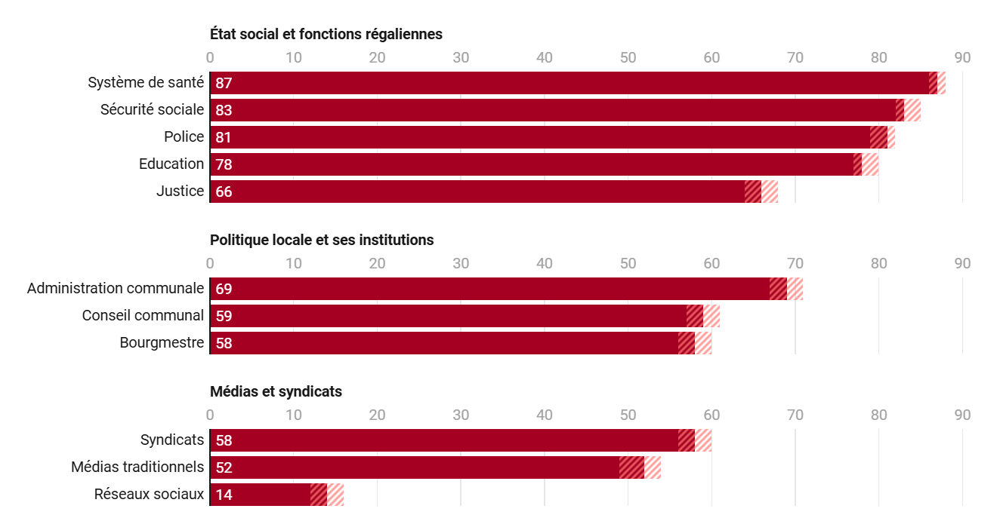 État social et fonctions régaliennes
0 10 20 30 40 50 60 70 80 90
Système de santé 87
Sécurité sociale 83
Police 81
Education 78
Justice 66
Politique locale et ses institutions
0 10 20 30 40 50 60 70 80 90
Administration communale 69
Conseil communal 59
Bourgmestre 58
Médias et syndicats
0 10 20 30 40 50 60 70 80 90
Syndicats 58
Médias traditionnels 52
Réseaux sociaux 14